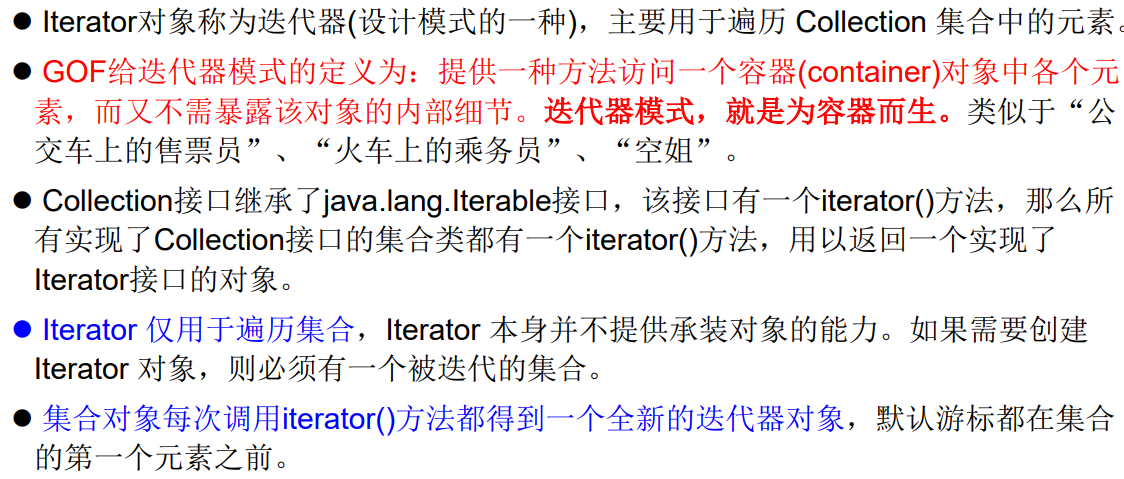 ● Iterator对象称为迭代器(设计模式的一种)，主要用于遍历 Collection 集合中的元素。
● GOF给迭代器模式的定义为：提供一种方法访问一个容器(container)对象中各个元
素，而又不需暴露该对象的内部细节。迭代器模式，就是为容器而生。类似于“公
交车上的售票员”、“火车上的乘务员”、“空姐”。
● Collection接口继承了java.lang.Iterable接口，该接口有一个iterator()方法，那么所
有实现了Collection接口的集合类都有一个iterator()方法，用以返回一个实现了
Iterator接口的对象。
● Iterator 仅用于遍历集合，Iterator 本身并不提供承装对象的能力。如果需要创建
Iterator 对象，则必须有一个被迭代的集合。
● 集合对象每次调用iterator()方法都得到一个全新的迭代器对象，默认游标都在集合
的第一个元素之前。